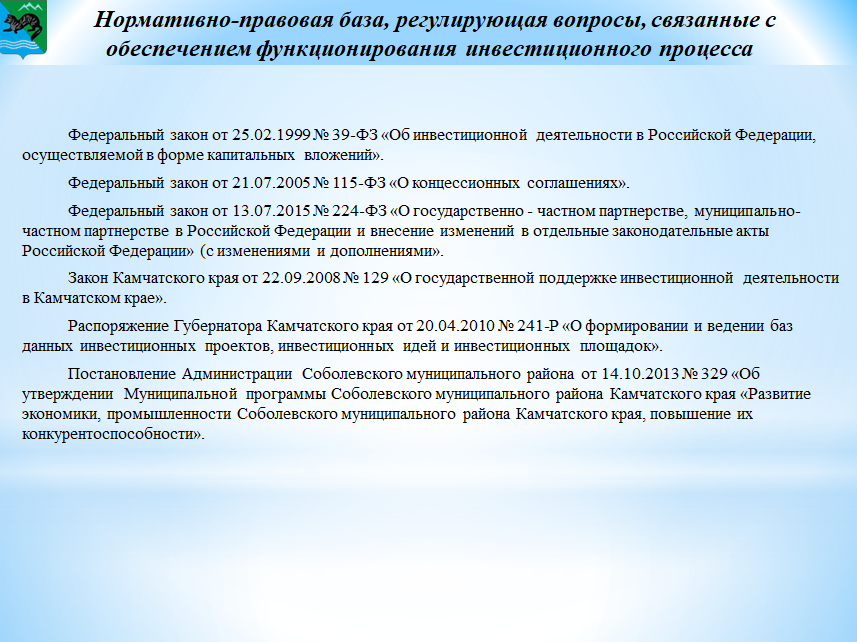 Нормативно-правовая база, регулирующая вопросы, связанные с
обеспечением функционирования инвестиционного процесса
Федеральный закон от 25.02.1999 № 39-ФЗ «Об инвестиционной деятельности в Российской Федерации,
осуществляемой в форме капитальных вложений».
Федеральный закон от 21.07.2005 № 115-ФЗ «О концессионных соглашениях».
Федеральный закон от 13.07.2015 № 224-ФЗ «О государственно - частном партнерстве, муниципально-
частном партнерстве в Российской Федерации и внесение изменений в отдельные законодательные акты
Российской Федерации» (с изменениями и дополнениями».
Закон Камчатского края от 22.09.2008 № 129 «О государственной поддержке инвестиционной деятельности
в Камчатском крае».
Распоряжение Губернатора Камчатского края от 20.04.2010 № 241-Р «О формировании и ведении баз
данных инвестиционных проектов, инвестиционных идей и инвестиционных площадок».
Постановление Администрации Соболевского муниципального района от 14.10.2013 № 329 «Об
утверждении Муниципальной программы Соболевского муниципального района Камчатского края «Развитие
экономики, промышленности Соболевского муниципального района Камчатского края, повышение их
конкурентоспособности».